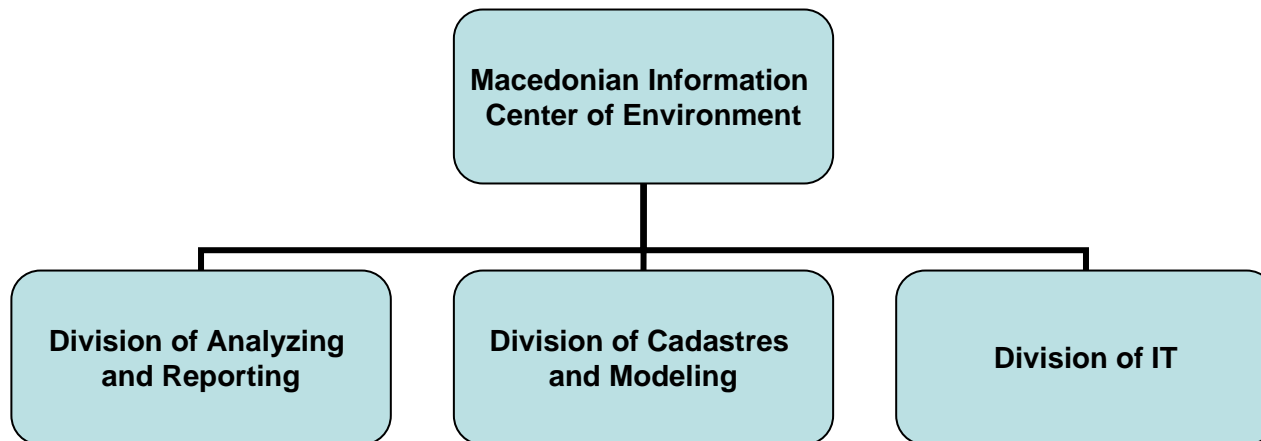 Macedonian Information
Center of Environment
Division of Analyzing
and Reporting
Division of Cadastres
and Modeling
Division of IT